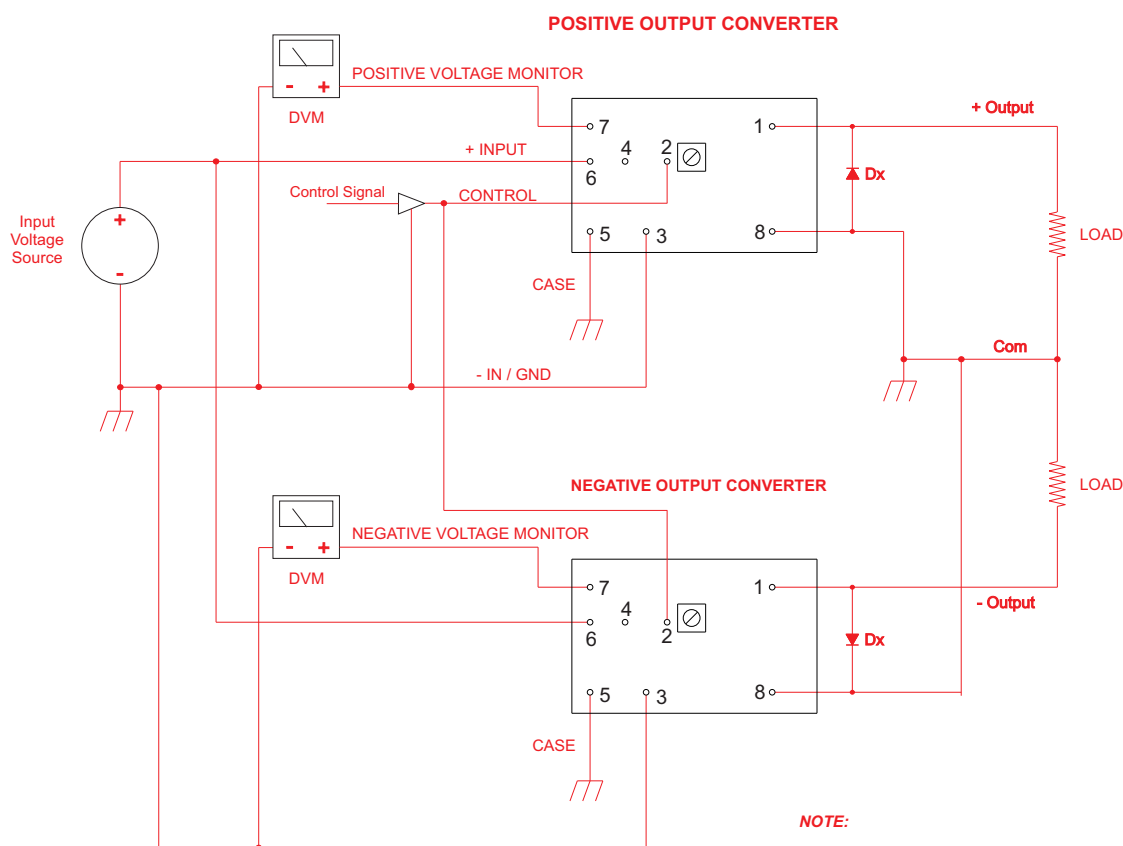 POSITIVE OUTPUT CONVERTER
POSITIVE VOLTAGE MONITOR
- +
DVM
+ INPUT
Control Signal
CONTROL
Input
Voltage
Source
+
-
7
4
2
6
5
3
1
8
CASE
- IN / GND
+ Output
Dx
LOAD
Com
NEGATIVE OUTPUT CONVERTER
NEGATIVE VOLTAGE MONITOR
- +
DVM
7
4
2
6
5
3
1
8
CASE
- Output
Dx
LOAD
NOTE: